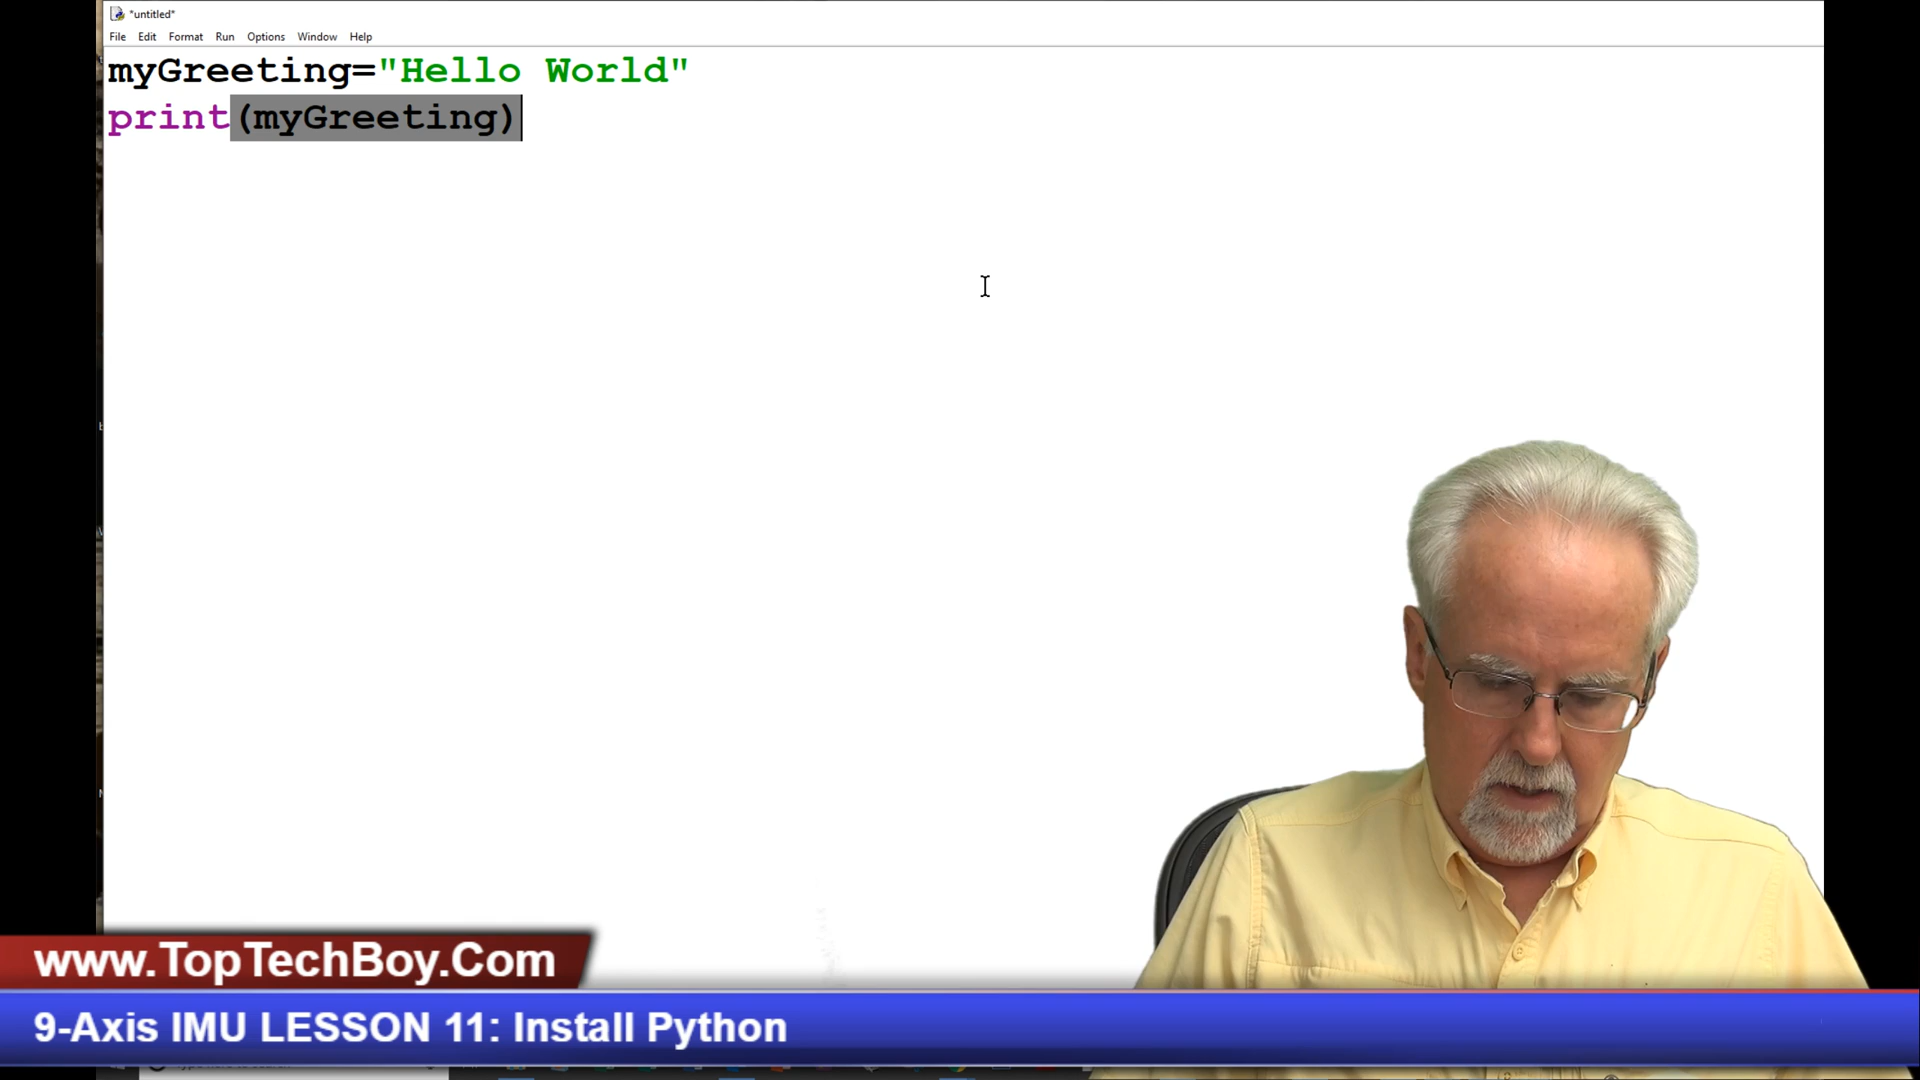 *untitled*
File Edit Format Run Options Window Help
myGreeting="Hello World"
print(myGreeting)
www.TopTechBoy.Com
9-Axis IMU LESSON 11: Install Python